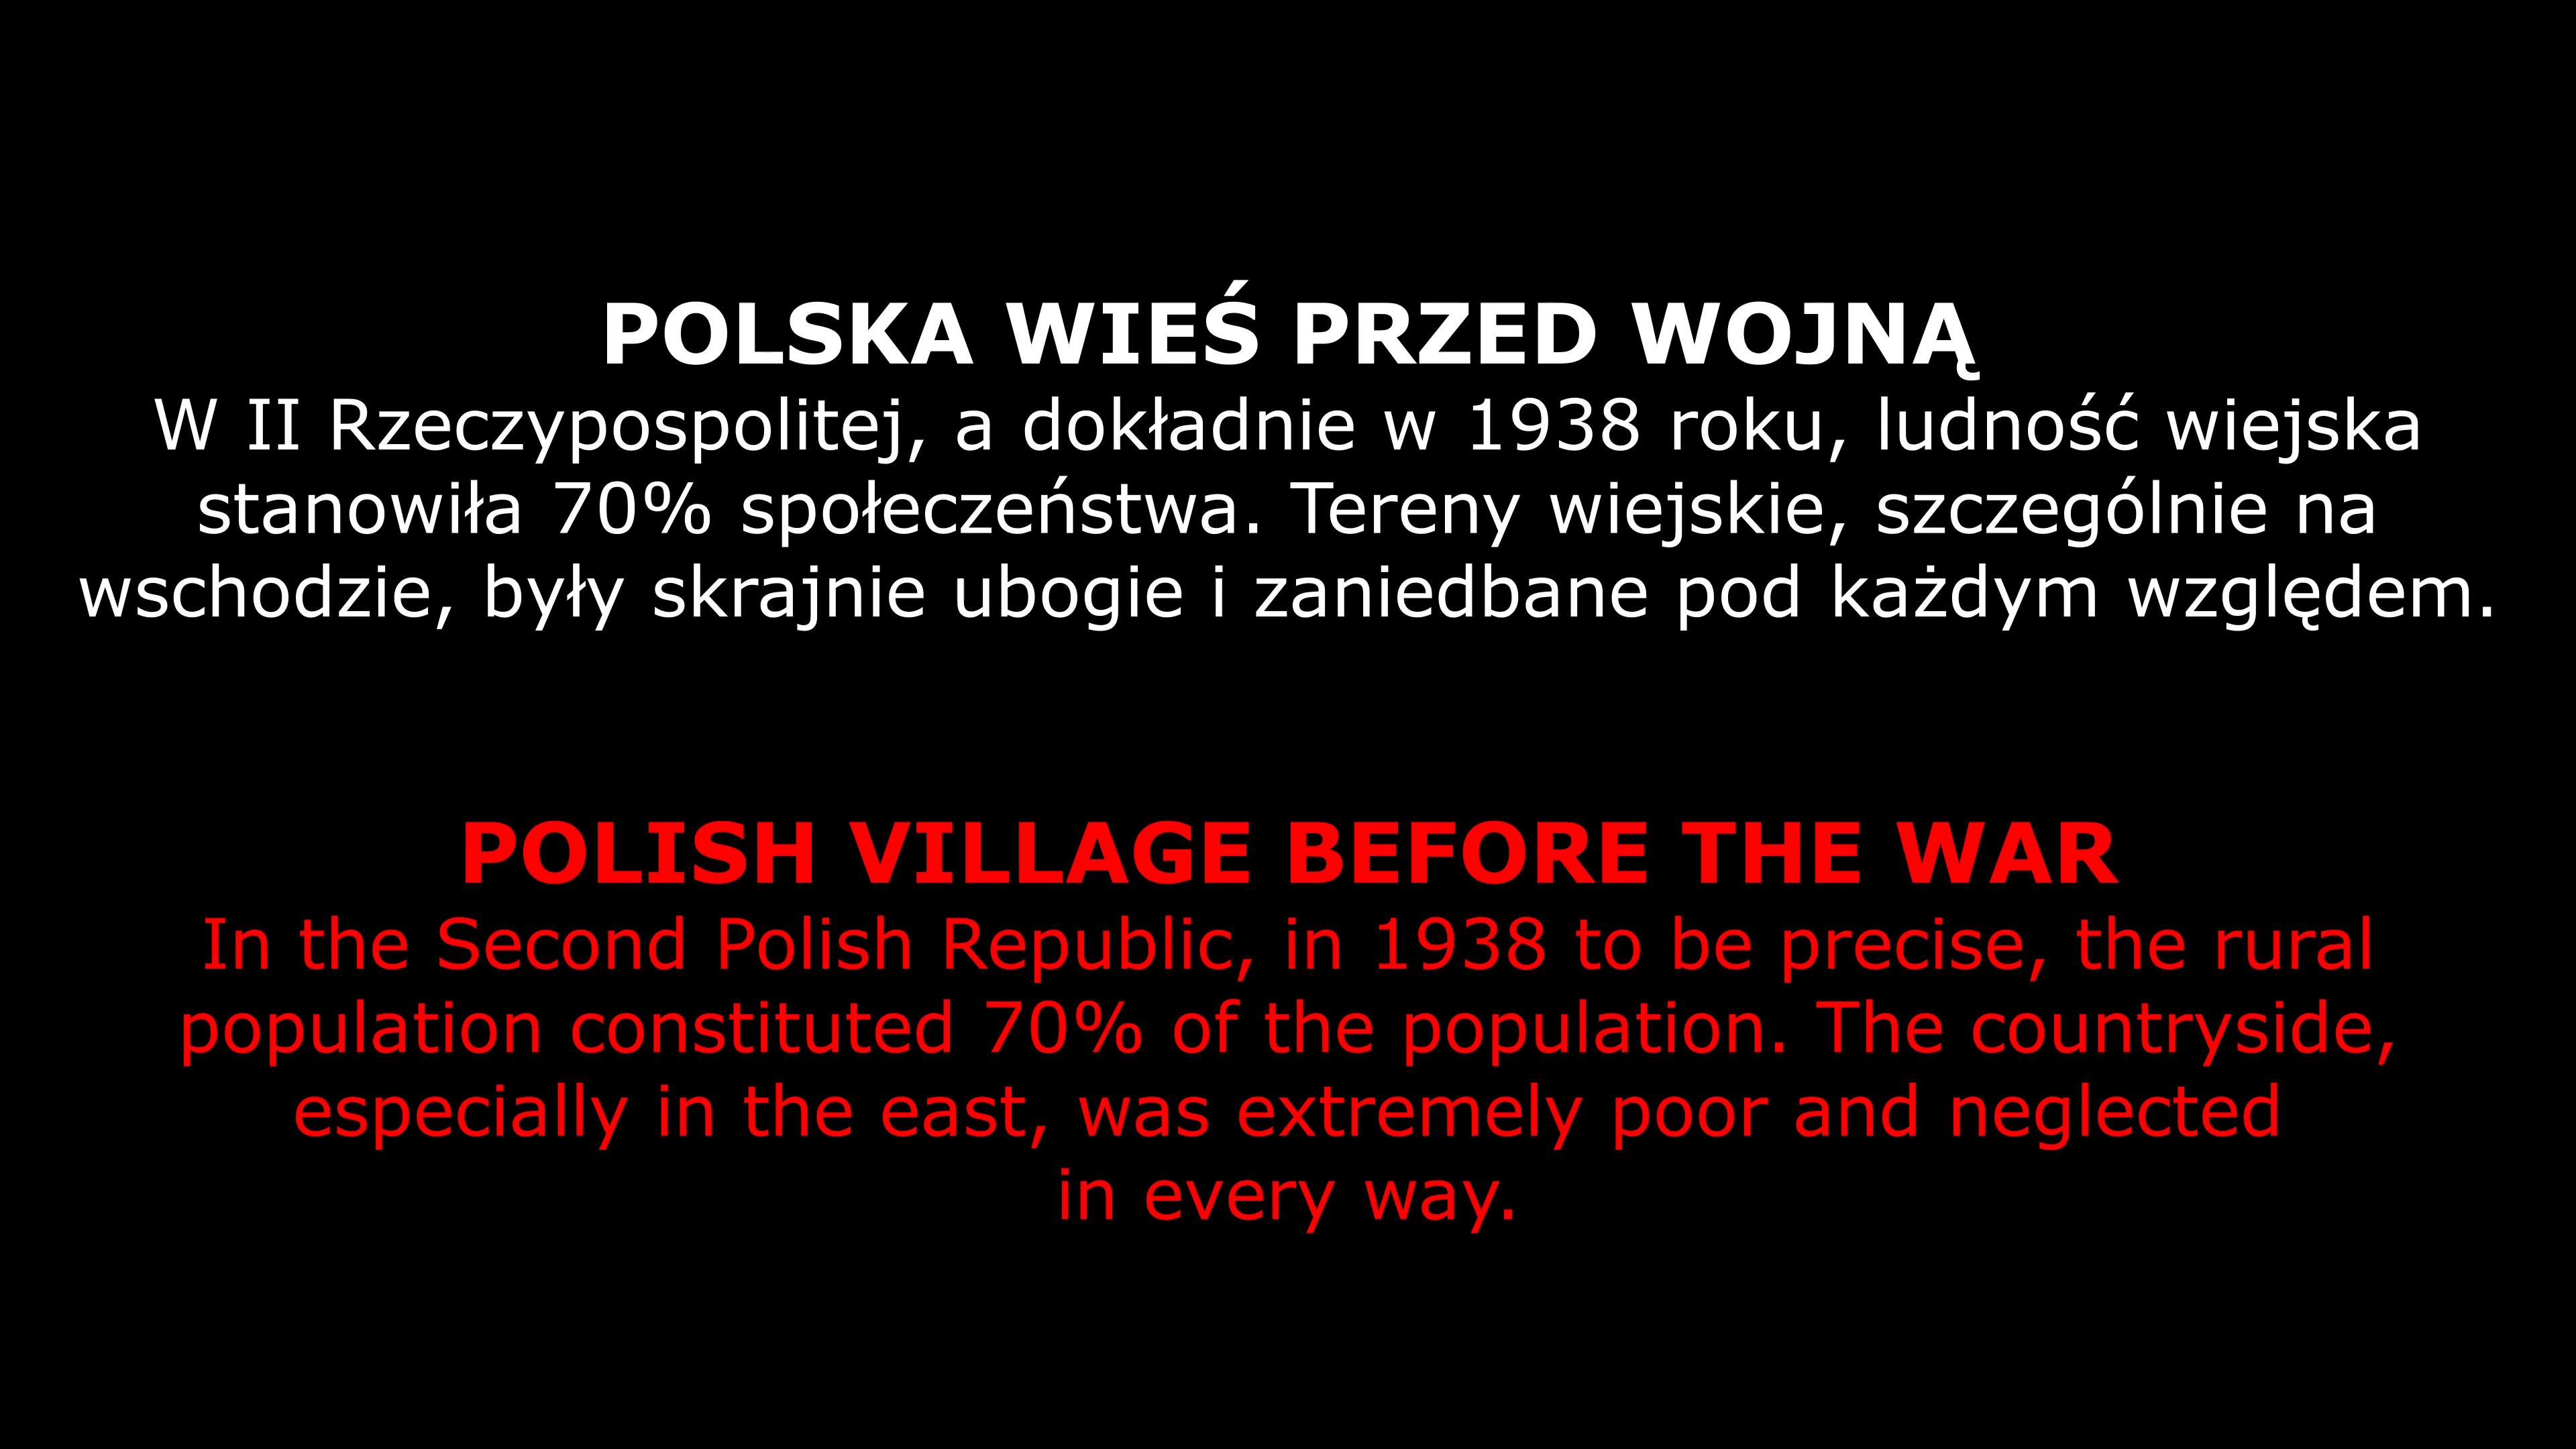 POLSKA WIEŚ PRZED WOJNĄ
W II Rzeczypospolitej, a dokładnie w 1938 roku, ludność wiejska
stanowiła 70% społeczeństwa. Tereny wiejskie, szczególnie na
wschodzie, były skrajnie ubogie i zaniedbane pod każdym względem.
POLISH VILLAGE BEFORE THE WAR
In the Second Polish Republic, in 1938 to be precise, the rural
population constituted 70% of the population. The countryside,
especially in the east, was extremely poor and neglected
in every way.